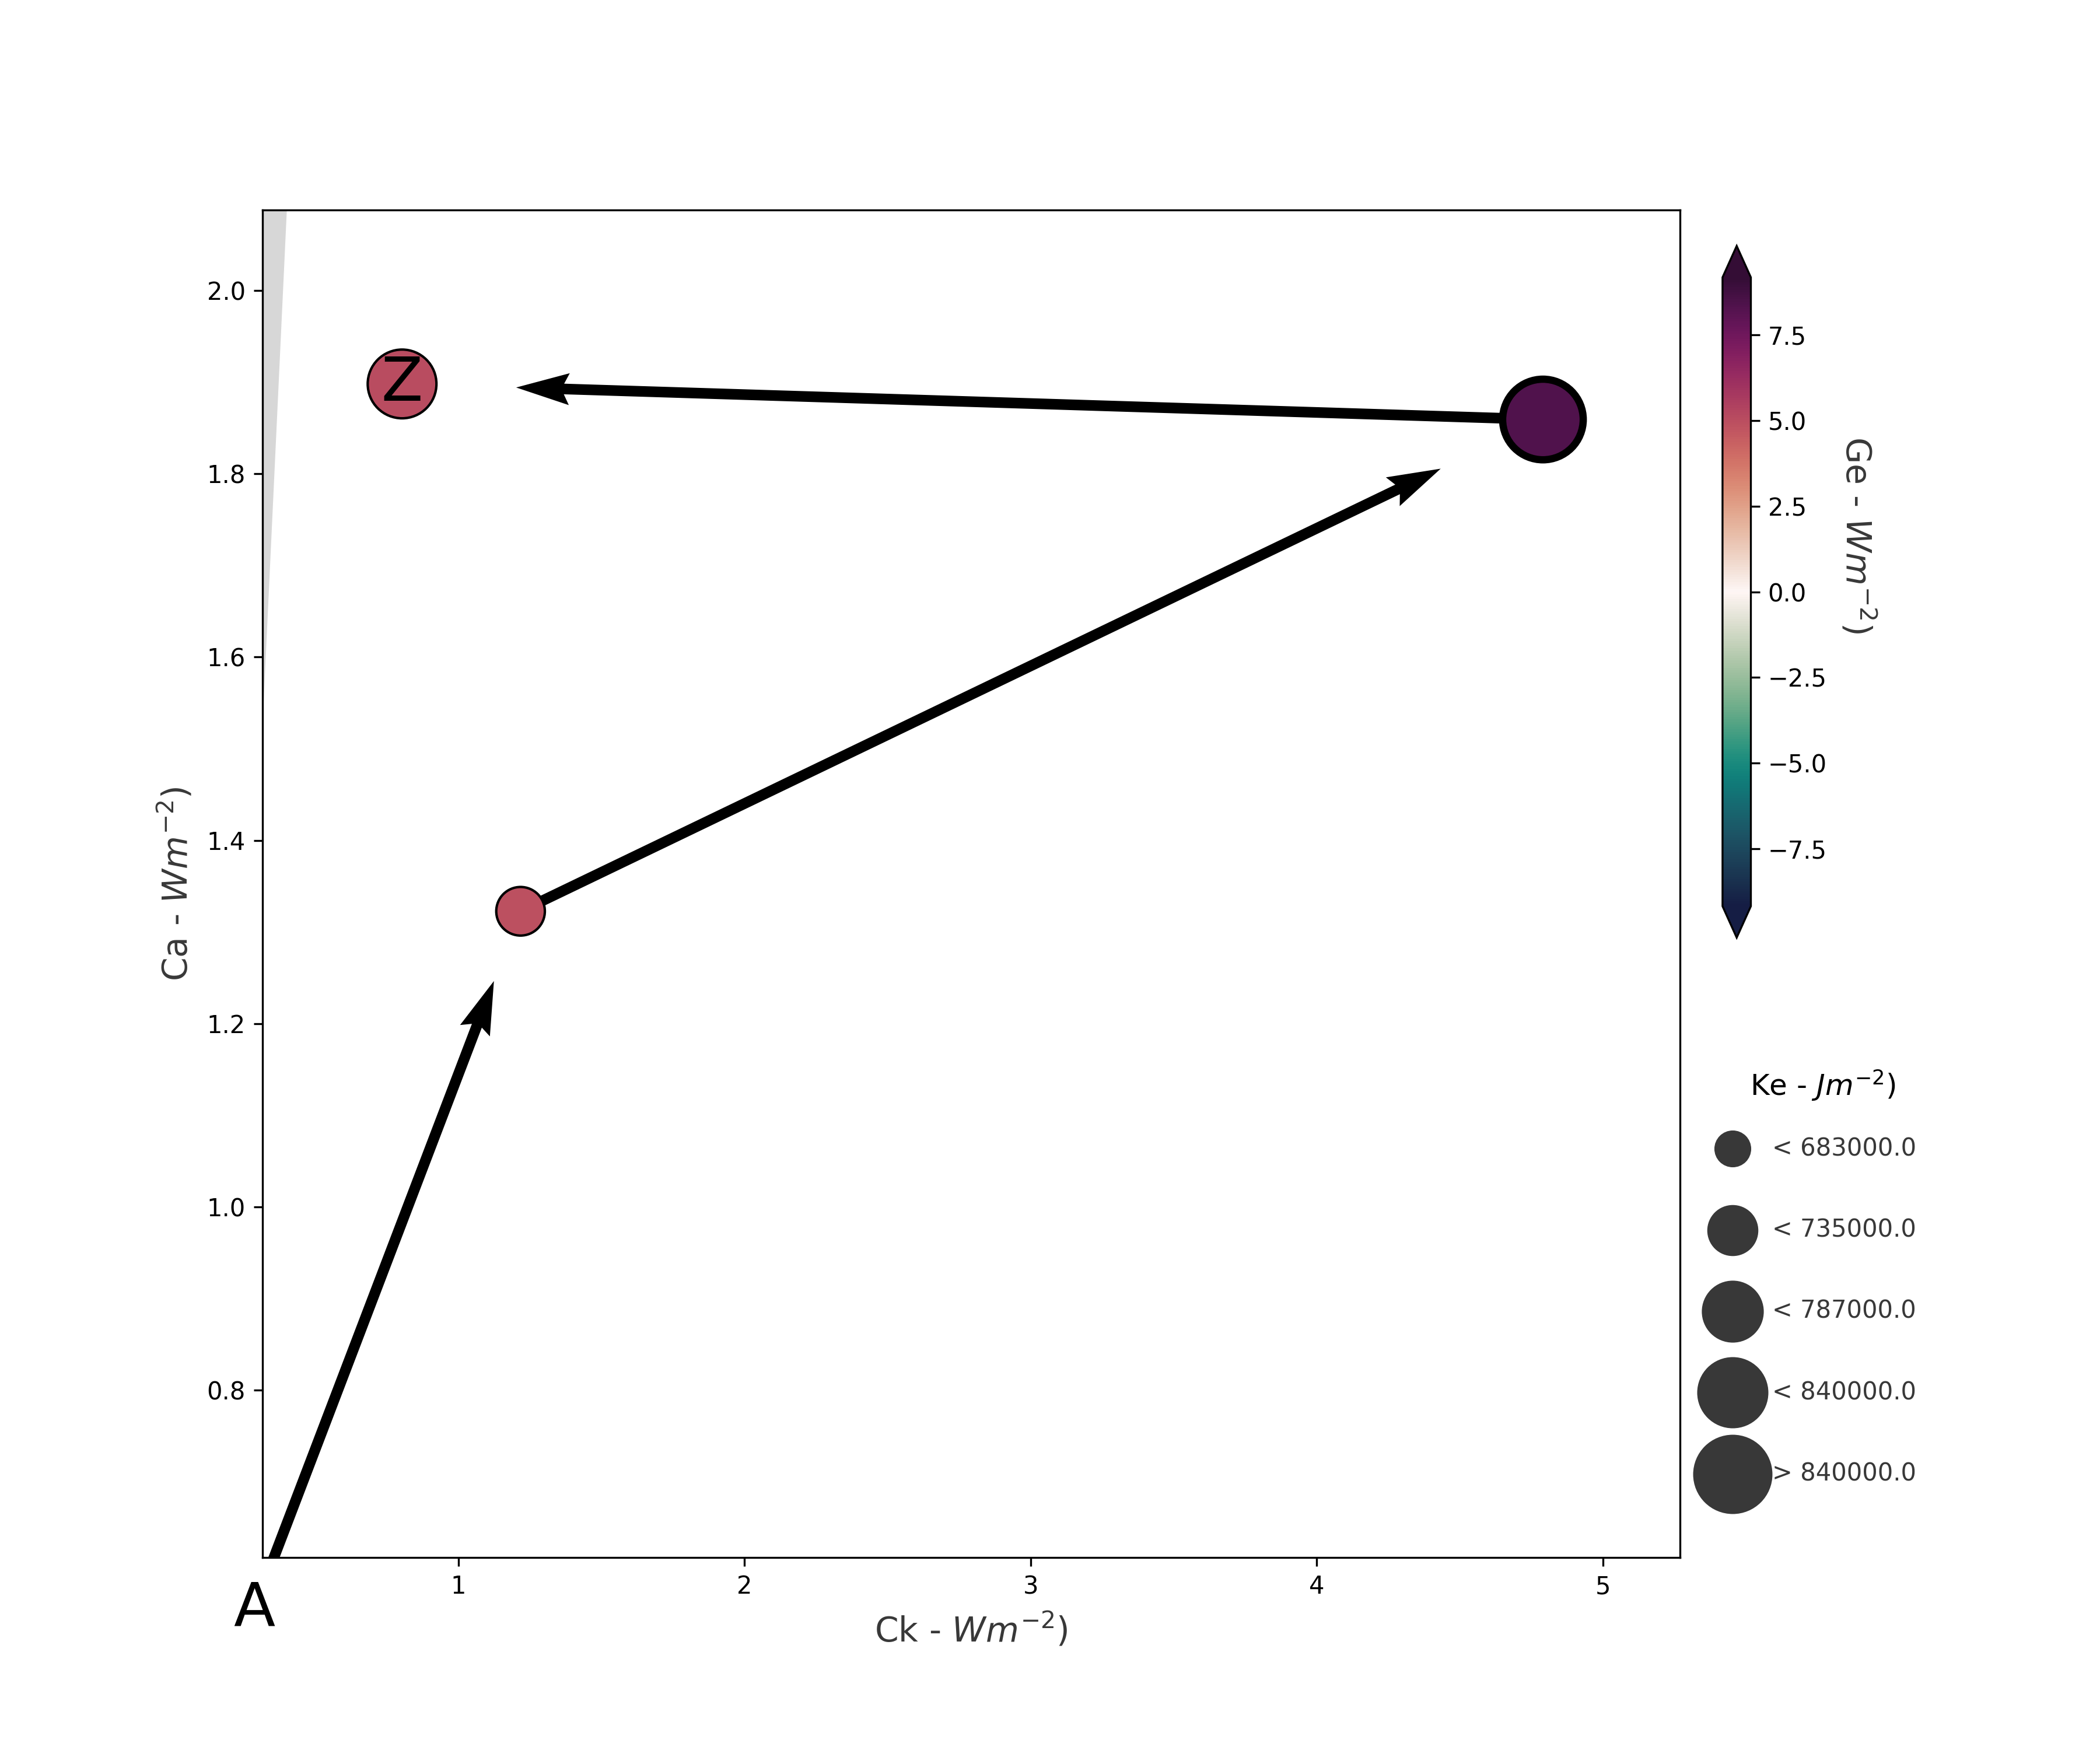 2.0
1.8
1.6
1.4
1.2
1.0
0.8
Ca - Wm⁻²)
Z
A
1 2 3 4 5
Ck - Wm⁻²)
7.5
5.0
2.5
0.0
−2.5
−5.0
−7.5
Ge - Wm⁻²)
Ke - Jm⁻²)
< 683000.0
< 735000.0
< 787000.0
< 840000.0
> 840000.0